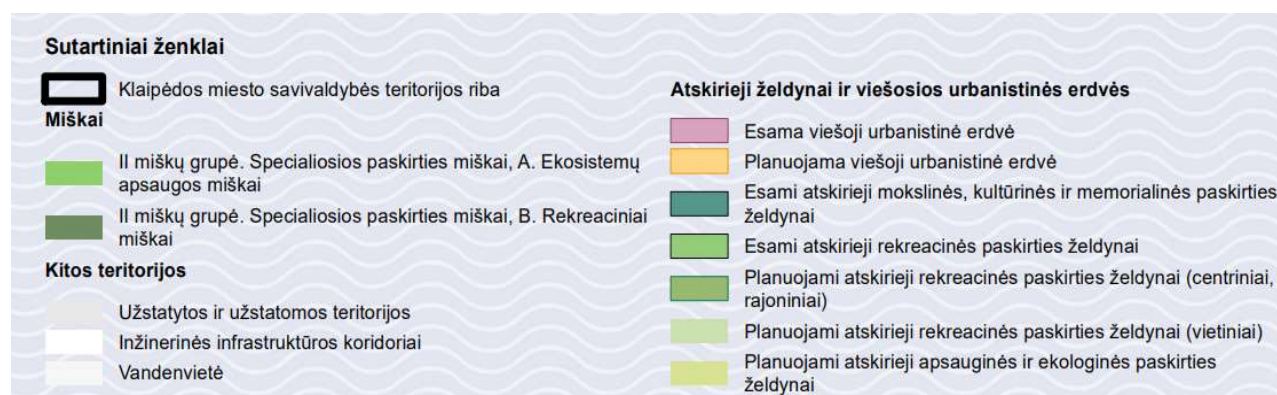 Sutartiniai ženklai
Klaipėdos miesto savivaldybės teritorijos riba
Miškai
II miškų grupė. Specialiosios paskirties miškai, A. Ekosistemų
apsaugos miškai
II miškų grupė. Specialiosios paskirties miškai, B. Rekreaciniai
miškai
Kitos teritorijos
Užstatytos ir užstatomos teritorijos
Inžinerinės infrastruktūros koridoriai
Vandenvietė
Atskirieji želdynai ir viešosios urbanistinės erdvės
Esama viešoji urbanistinė erdvė
Planuojama viešoji urbanistinė erdvė
Esami atskirieji mokslinės, kultūrinės ir memorialinės paskirties
želdynai
Esami atskirieji rekreacinės paskirties želdynai
Planuojami atskirieji rekreacinės paskirties želdynai (centriniai,
rajoniniai)
Planuojami atskirieji rekreacinės paskirties želdynai (vietiniai)
Planuojami atskirieji apsauginės ir ekologinės paskirties
želdynai